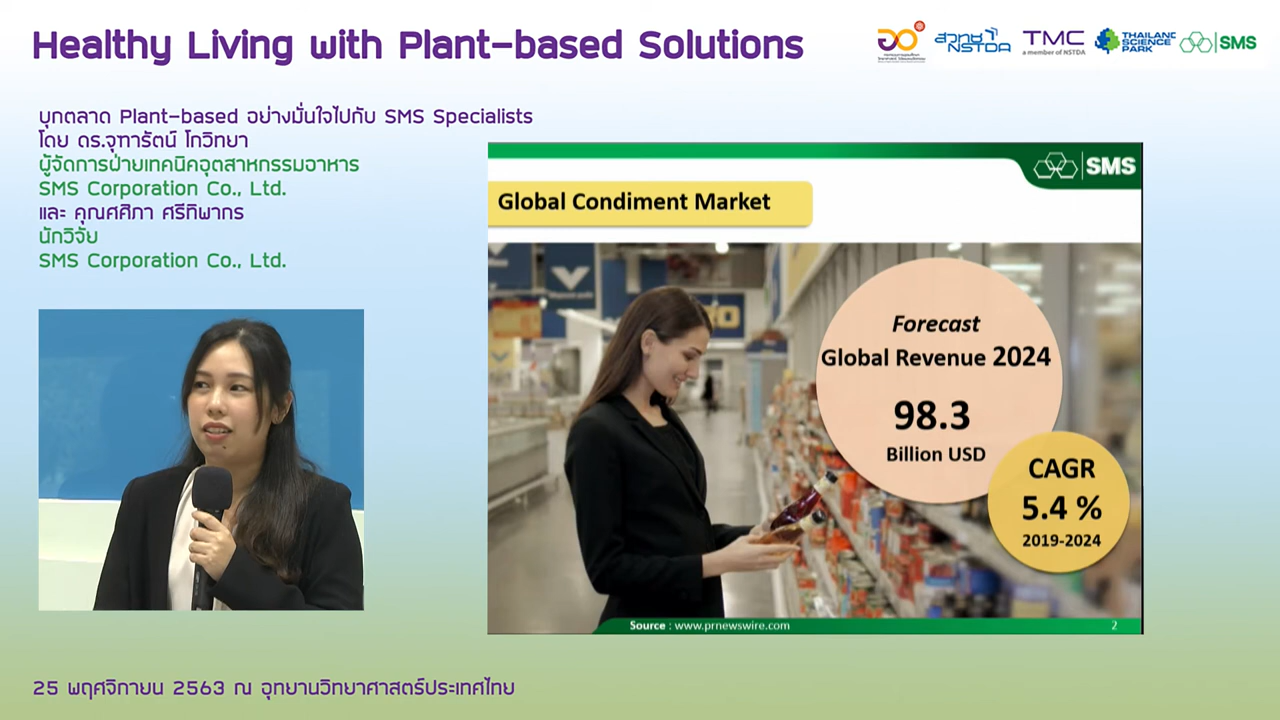 Healthy Living with Plant-based Solutions
สวทช
NSTDA
TMC
a member of NSTDA
THAILAND
SCIENCE
PARK
SMS
บุกตลาด Plant-based อย่างมั่นใจไปกับ SMS Specialists
โดย ดร.จุฑารัตน์ โกวิทยา
ผู้จัดการฝ่ายเทคนิคอุตสาหกรรมอาหาร
SMS Corporation Co., Ltd.
และ คุณศศิภา ศรีทิพากร
นักวิจัย
SMS Corporation Co., Ltd.
SMS
Global Condiment Market
Forecast
Global Revenue 2024
98.3
Billion USD
CAGR
5.4 %
2019-2024
Source : www.prnewswire.com
2
25 พฤศจิกายน 2563 ณ อุทยานวิทยาศาสตร์ประเทศไทย